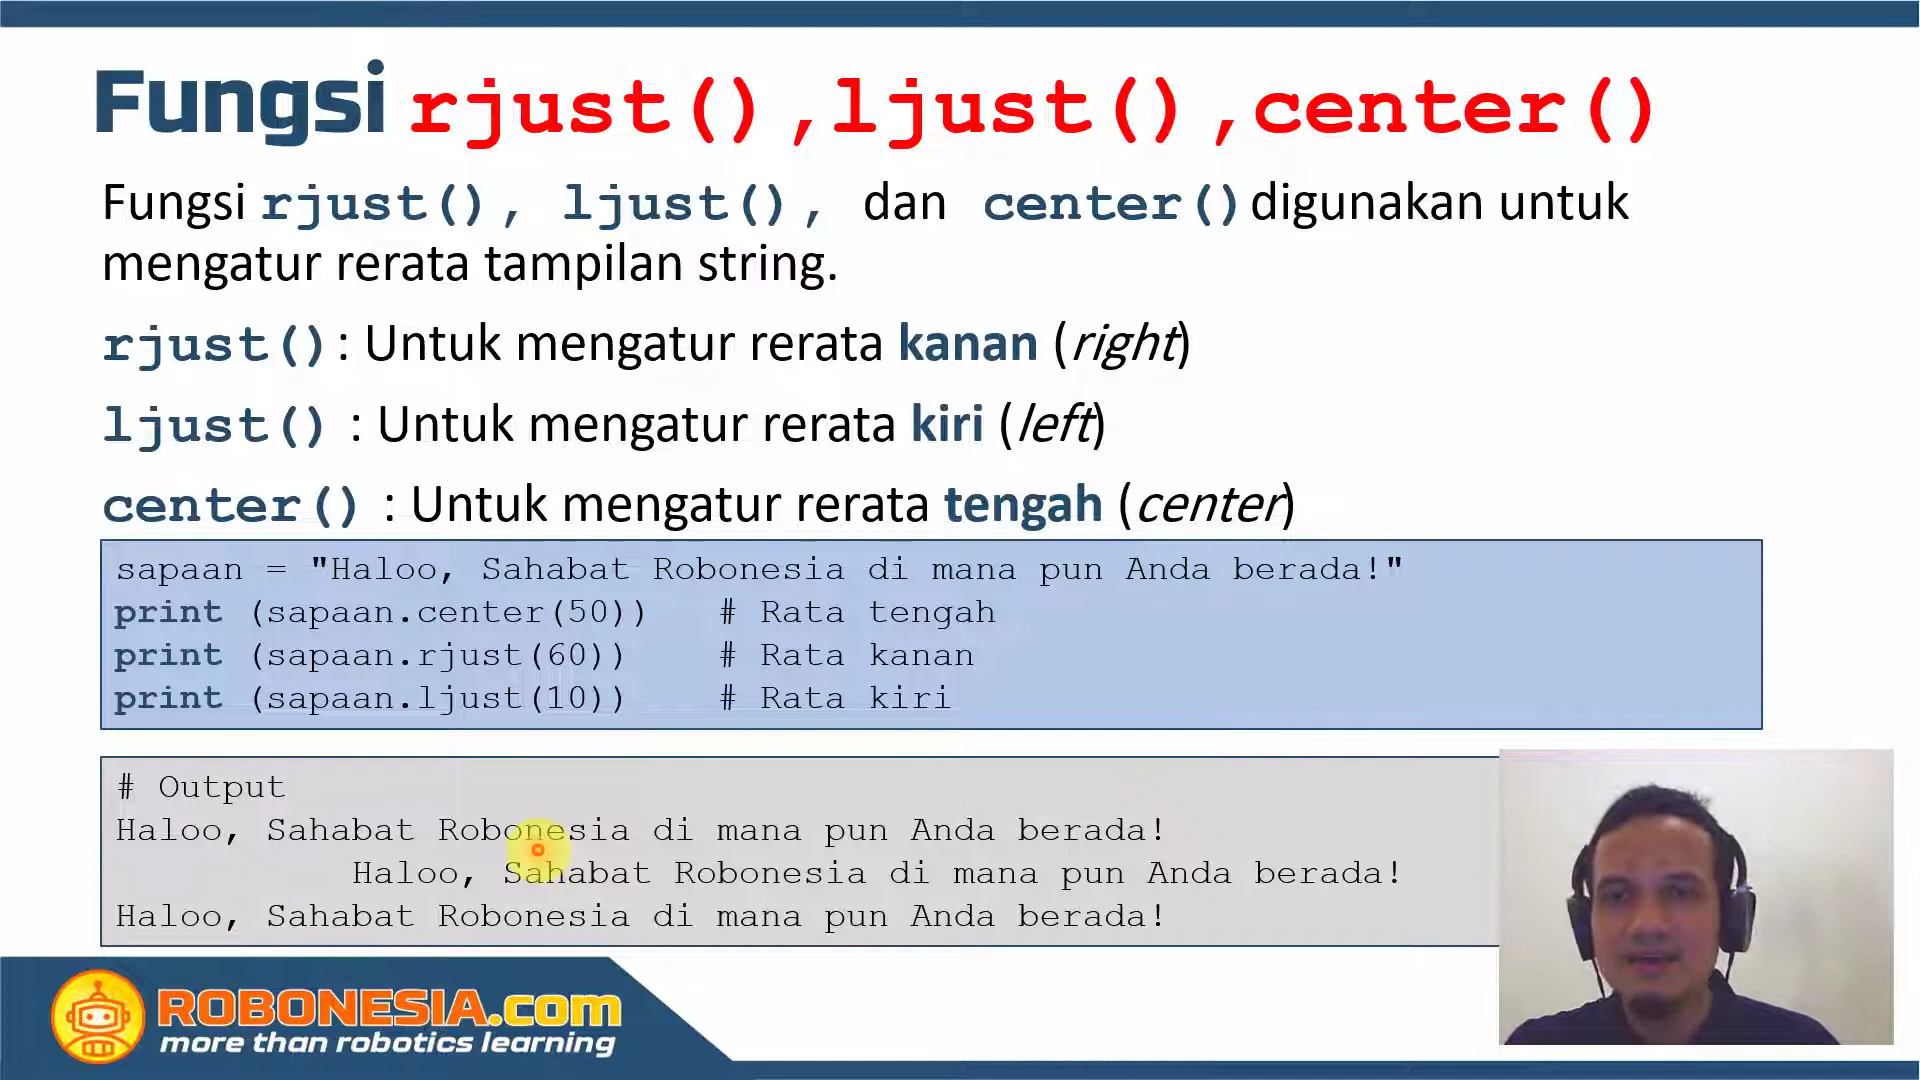 Fungsi rjust(),ljust(),center()
Fungsi rjust(), ljust(), dan center()digunakan untuk
mengatur rerata tampilan string.
rjust(): Untuk mengatur rerata kanan (right)
ljust() : Untuk mengatur rerata kiri (left)
center() : Untuk mengatur rerata tengah (center)
sapaan = "Haloo, Sahabat Robonesia di mana pun Anda berada!"
print (sapaan.center(50)) # Rata tengah
print (sapaan.rjust(60)) # Rata kanan
print (sapaan.ljust(10)) # Rata kiri
# Output
Haloo, Sahabat Robonesia di mana pun Anda berada!
Haloo, Sahabat Robonesia di mana pun Anda berada!
Haloo, Sahabat Robonesia di mana pun Anda berada!
ROBONESIA.com
more than robotics learning